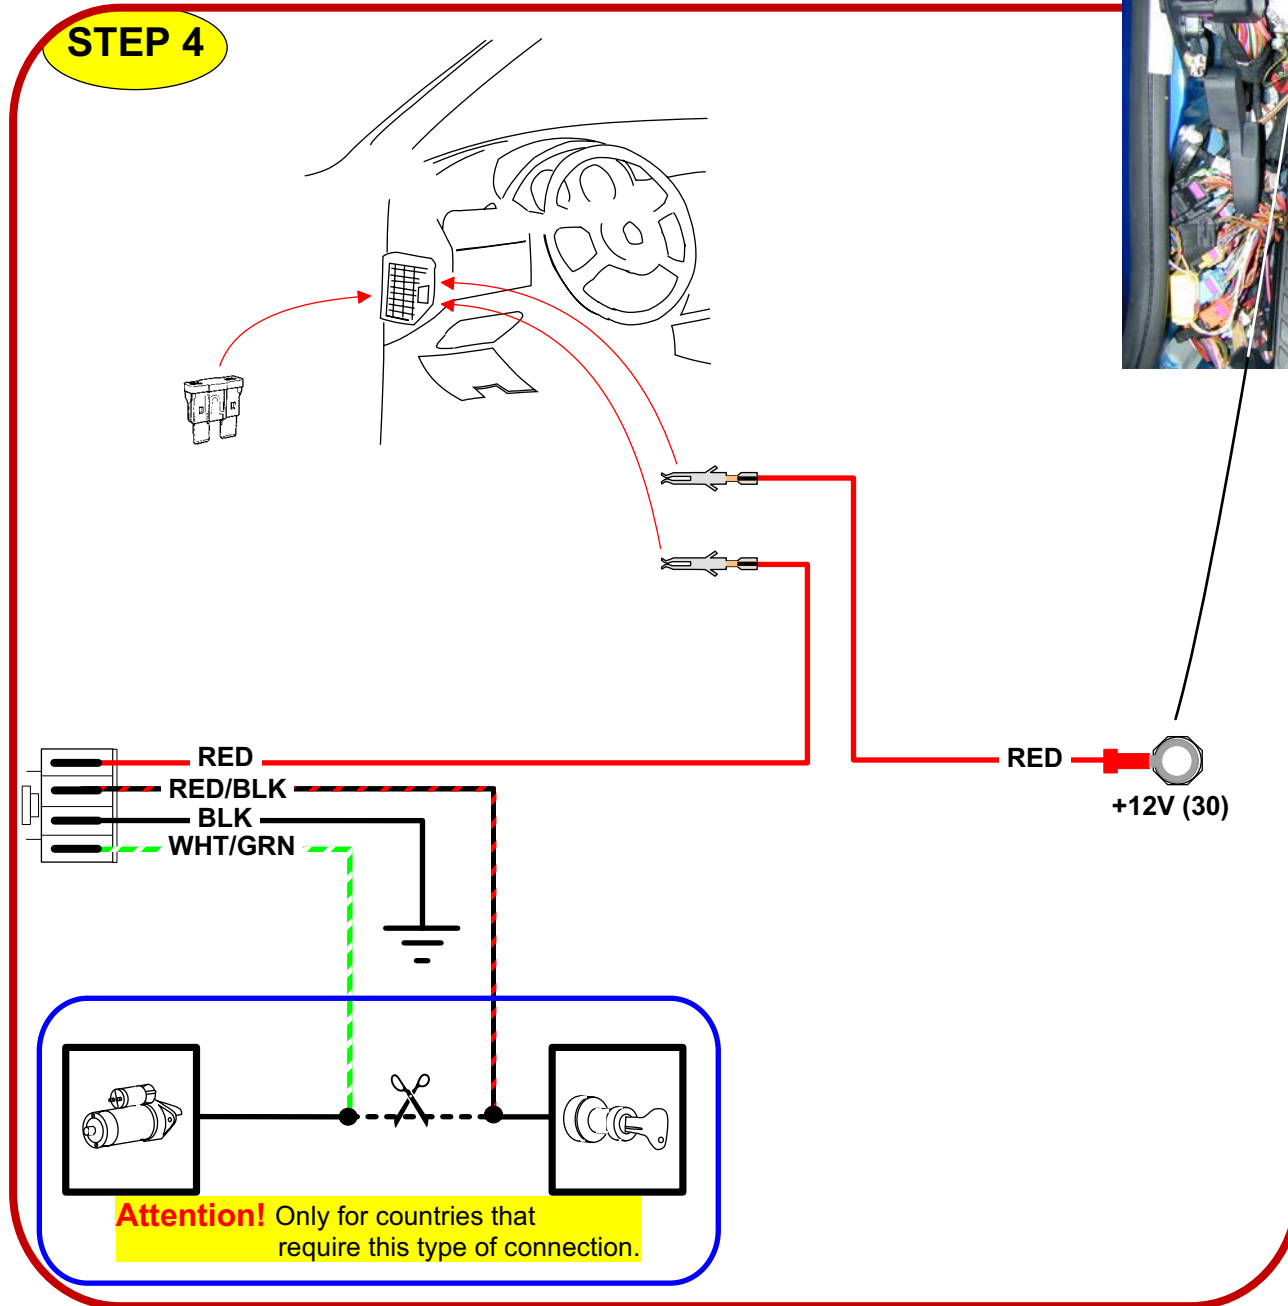 STEP 4
RED
RED/BLK
BLK
WHT/GRN
RED
+12V (30)
Attention! Only for countries that
require this type of connection.